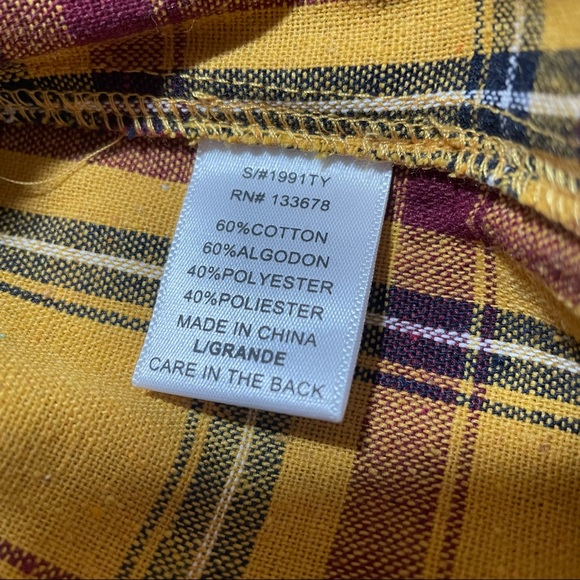 S/#1991TY
RN# 133678
60%COTTON
60%ALGODON
40%POLYESTER
40%POLIESTER
MADE IN CHINA
L/GRANDE
CARE IN THE BACK